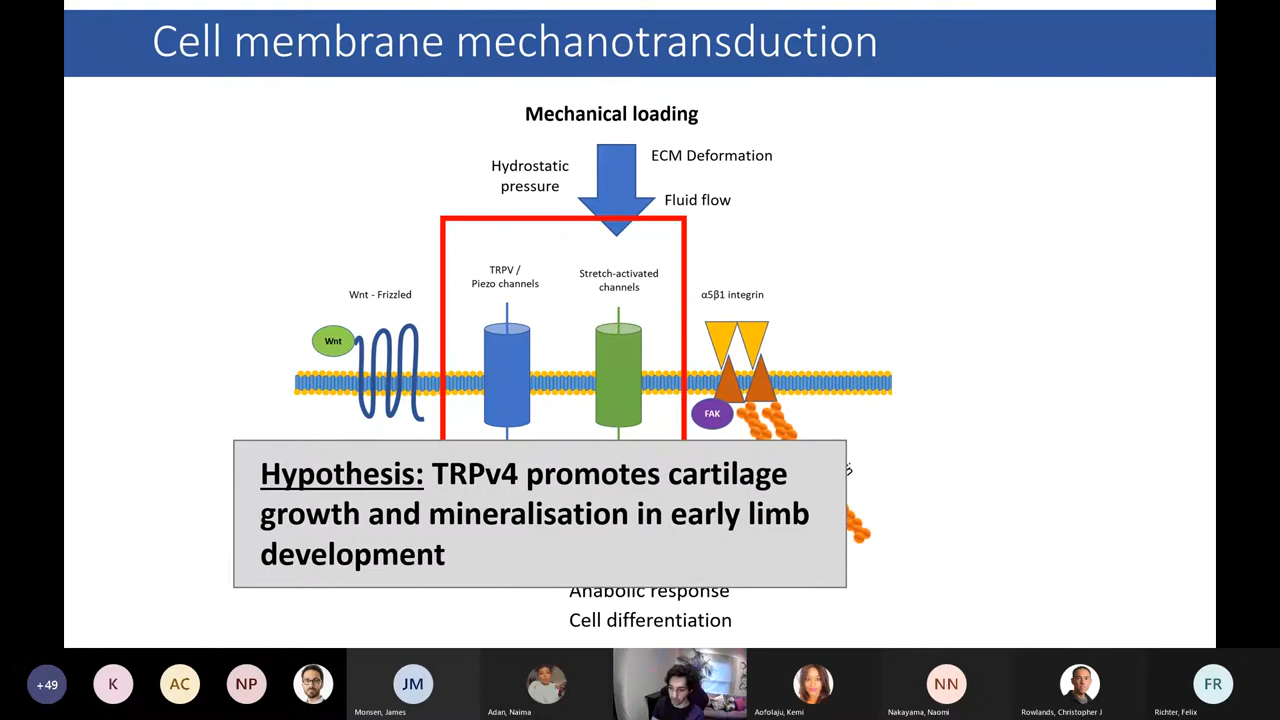 Cell membrane mechanotransduction
Mechanical loading
Hydrostatic
pressure
ECM Deformation
Fluid flow
TRPV /
Piezo channels
Stretch-activated
channels
Wnt - Frizzled
α5β1 integrin
Wnt
FAK
Hypothesis: TRPv4 promotes cartilage
growth and mineralisation in early limb
development
Anabolic response
Cell differentiation
+49
K
AC
NP
JM
NN
FR
Monsen, James
Adan, Naima
Aofolaju, Kemi
Nakayama, Naomi
Rowlands, Christopher J
Richter, Felix